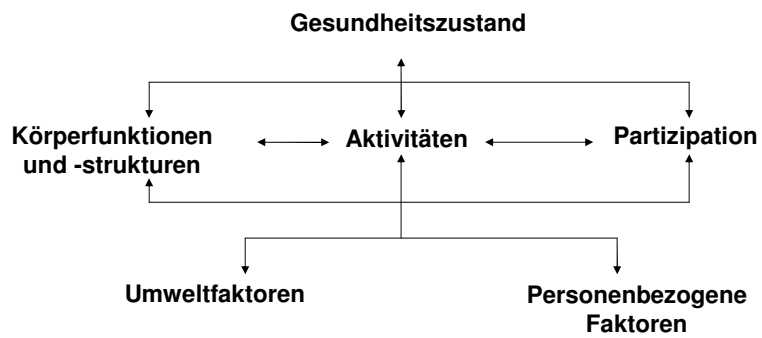 Gesundheitszustand
Körperfunktionen
und -strukturen
Aktivitäten
Partizipation
Umweltfaktoren
Personenbezogene
Faktoren